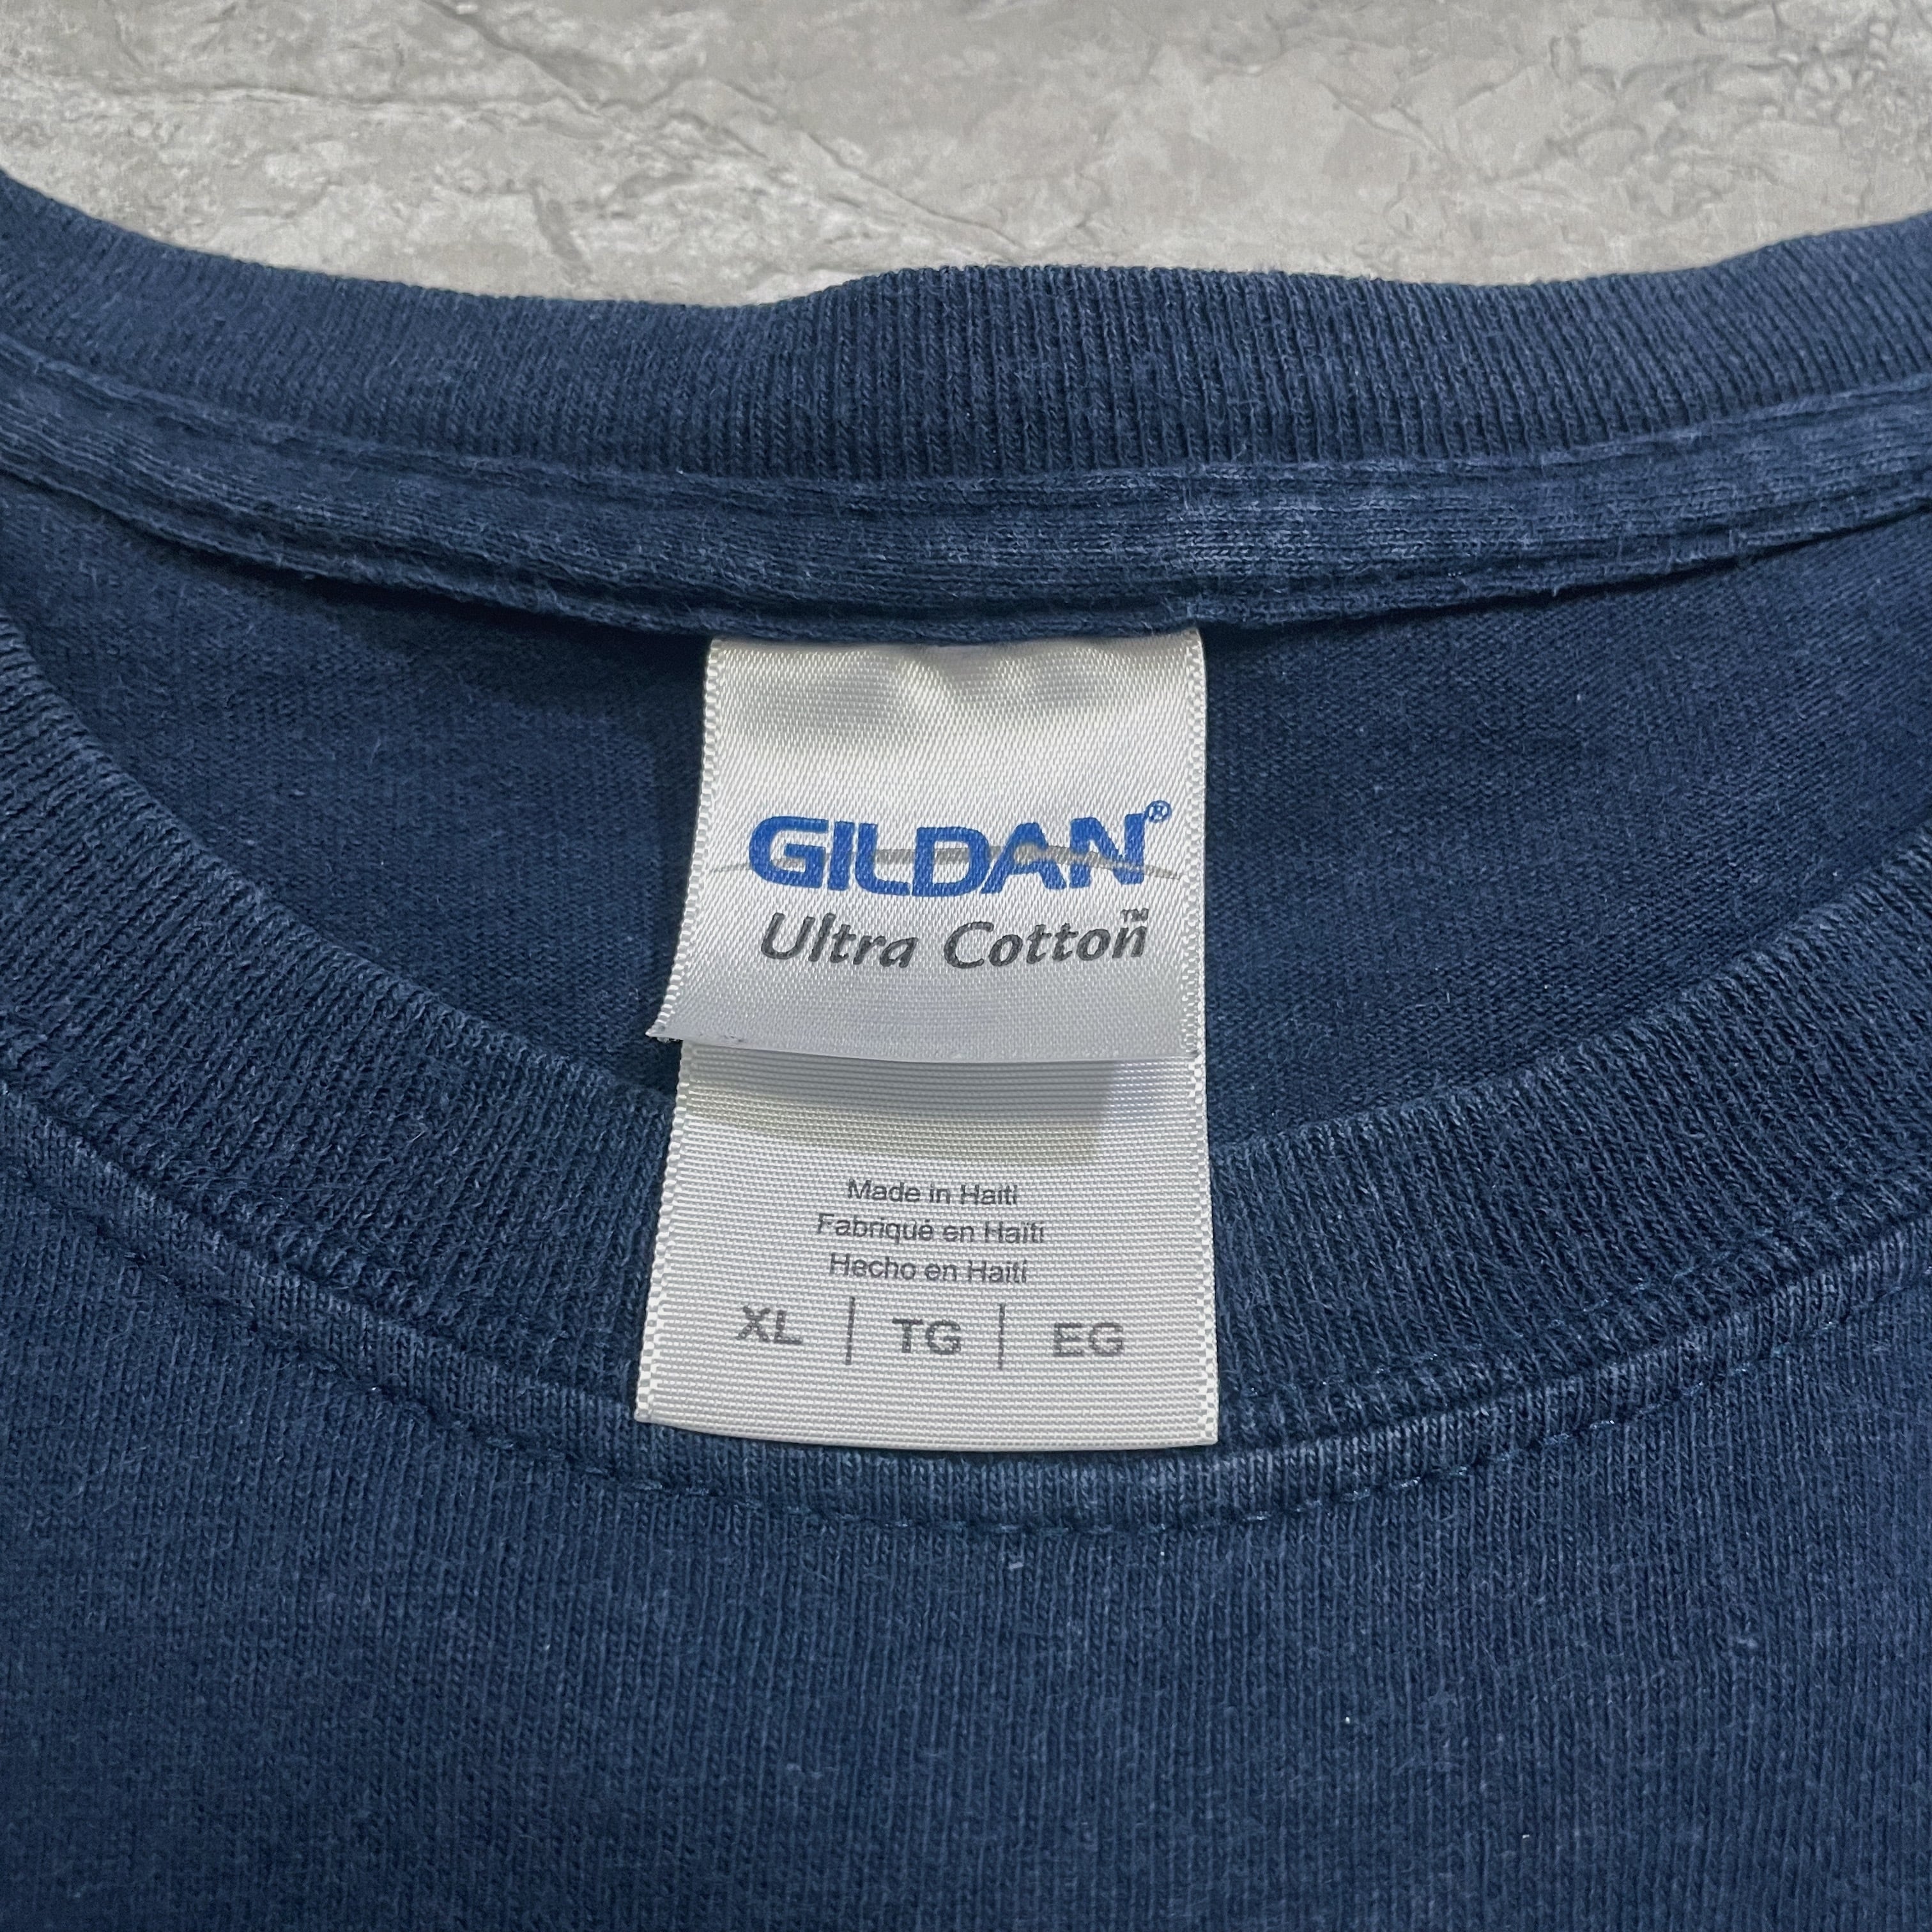 GILDAN®
Ultra Cotton™
Made in Haiti
Fabriqué en Haïti
Hecho en Haití
XL | TG | EG